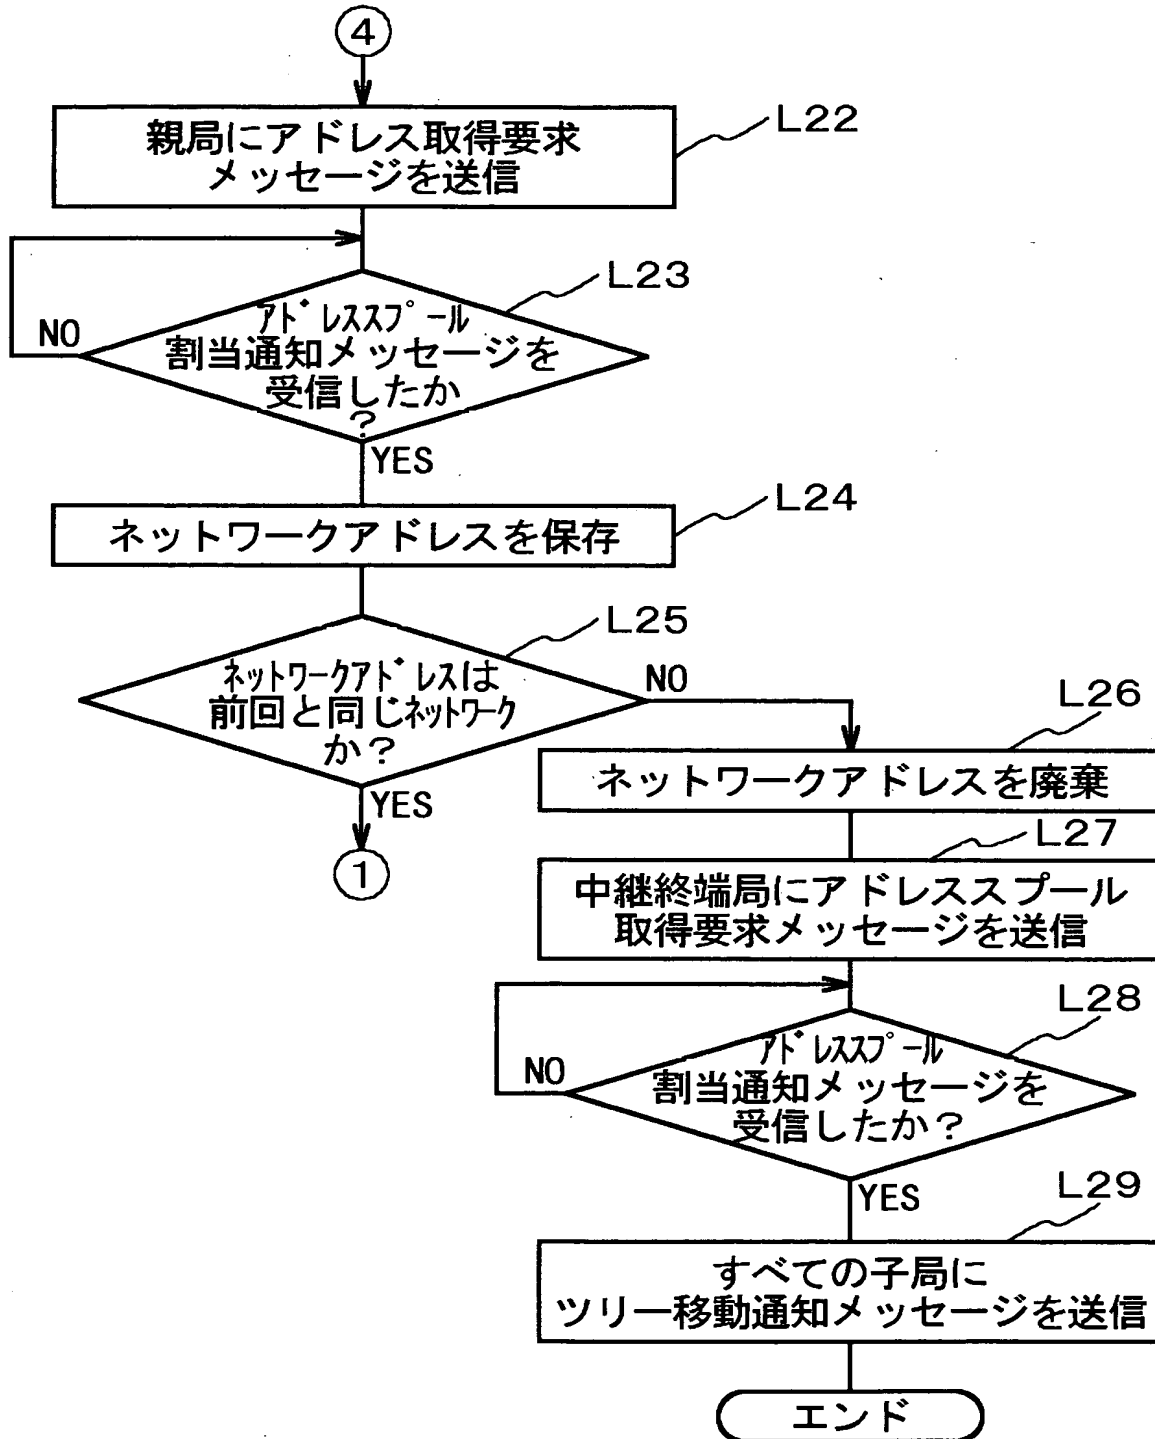 ④
親局にアドレス取得要求
メッセージを送信
L22
L23
アドレススプール
割当通知メッセージを
受信したか
?
NO
YES
L24
ネットワークアドレスを保存
L25
ネットワークアドレスは
前回と同じネットワーク
か?
NO
YES
①
L26
ネットワークアドレスを廃棄
L27
中継終端局にアドレススプール
取得要求メッセージを送信
L28
アドレススプール
割当通知メッセージを
受信したか?
NO
YES
L29
すべての子局に
ツリー移動通知メッセージを送信
エンド